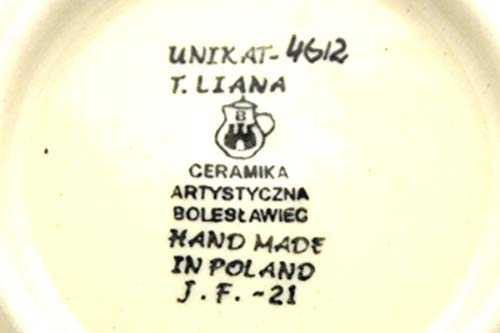 UNIKAT-4612
T. LIANA
B
CERAMIKA
ARTYSTYCZNA
BOLESŁAWIEC
HAND MADE
IN POLAND
J. F. -21